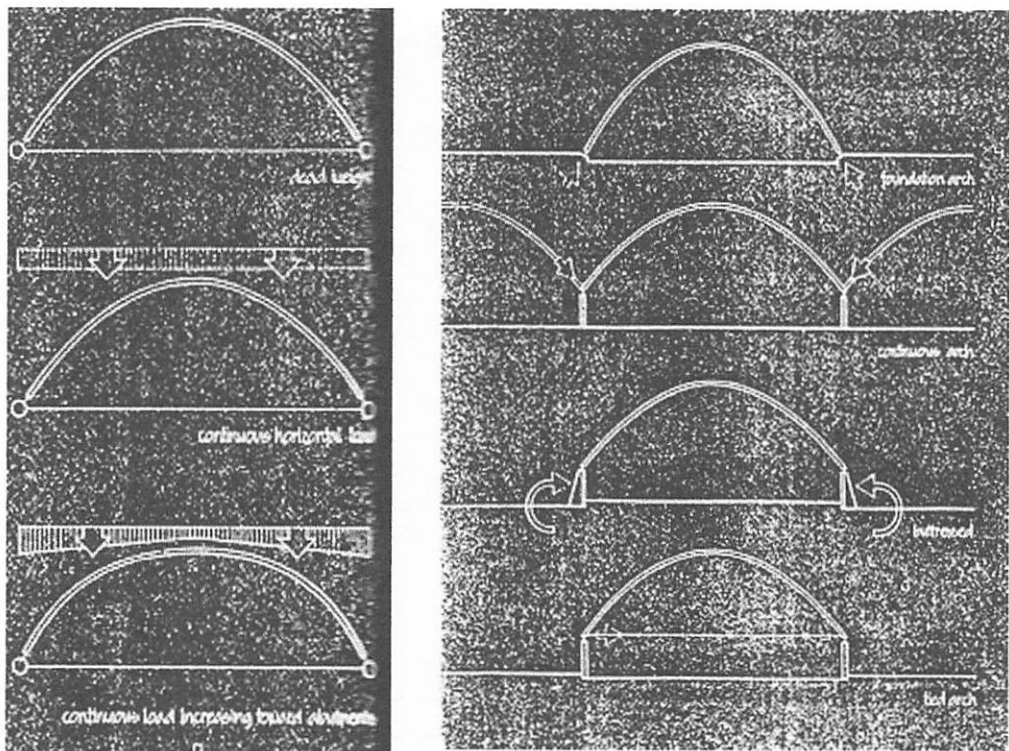 dead weight
continuous horizontal load
continuous load increasing toward abutments
foundation arch
continuous arch
buttressed
tied arch